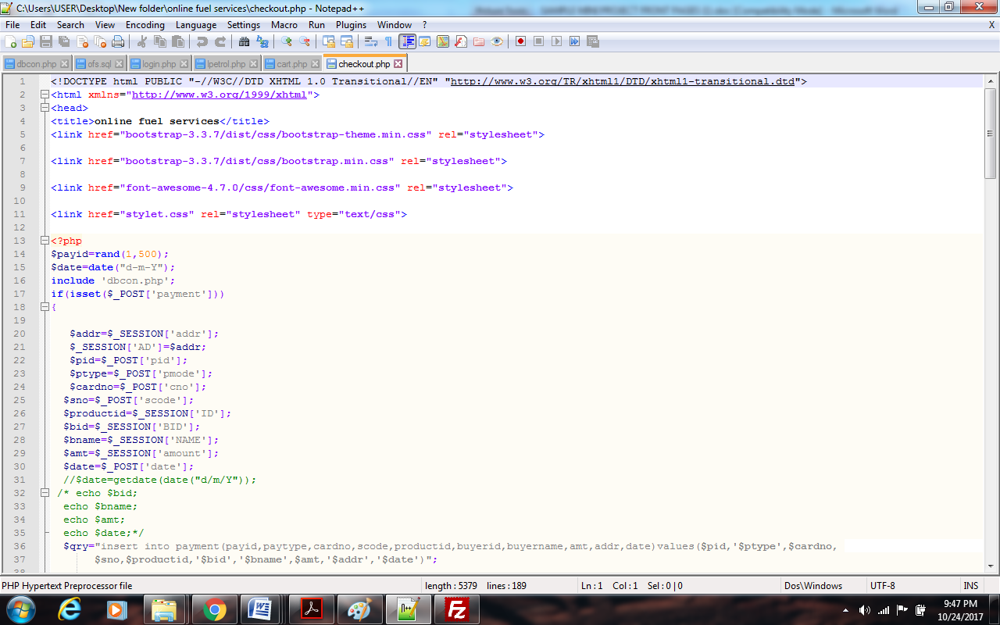 C:\Users\USER\Desktop\New folder\online fuel services\checkout.php - Notepad++
File Edit Search View Encoding Language Settings Macro Run Plugins Window ? X
dbcon.php ofs.sql login.php lpetrol.php cart.php checkout.php
1 <!DOCTYPE html PUBLIC "-//W3C//DTD XHTML 1.0 Transitional//EN" "http://www.w3.org/TR/xhtml1/DTD/xhtml1-transitional.dtd">
2 <html xmlns="http://www.w3.org/1999/xhtml">
3 <head>
4 <title>online fuel services</title>
5 <link href="bootstrap-3.3.7/dist/css/bootstrap-theme.min.css" rel="stylesheet">
6
7 <link href="bootstrap-3.3.7/dist/css/bootstrap.min.css" rel="stylesheet">
8
9 <link href="font-awesome-4.7.0/css/font-awesome.min.css" rel="stylesheet">
10
11 <link href="stylet.css" rel="stylesheet" type="text/css">
12
13 <?php
14 $payid=rand(1,500);
15 $date=date("d-m-Y");
16 include 'dbcon.php';
17 if(isset($_POST['payment']))
18 {
19
20 $addr=$_SESSION['addr'];
21 $_SESSION['AD']=$addr;
22 $pid=$_POST['pid'];
23 $ptype=$_POST['pmode'];
24 $cardno=$_POST['cno'];
25 $sno=$_POST['scode'];
26 $productid=$_SESSION['ID'];
27 $bid=$_SESSION['BID'];
28 $bname=$_SESSION['NAME'];
29 $amt=$_SESSION['amount'];
30 $date=$_POST['date'];
31 //$date=getdate(date("d/m/Y"));
32 /* echo $bid;
33 echo $bname;
34 echo $amt;
35 echo $date;*/
36 $qry="insert into payment(payid,paytype,cardno,scode,productid,buyerid,buyername,amt,addr,date)values($pid,'$ptype',$cardno,
37 $sno,$productid,'$bid','$bname',$amt,'$addr','$date')";
PHP Hypertext Preprocessor file length : 5379 lines : 189 Ln : 1 Col : 1 Sel : 0 | 0 Dos\Windows UTF-8 INS
9:47 PM
10/24/2017